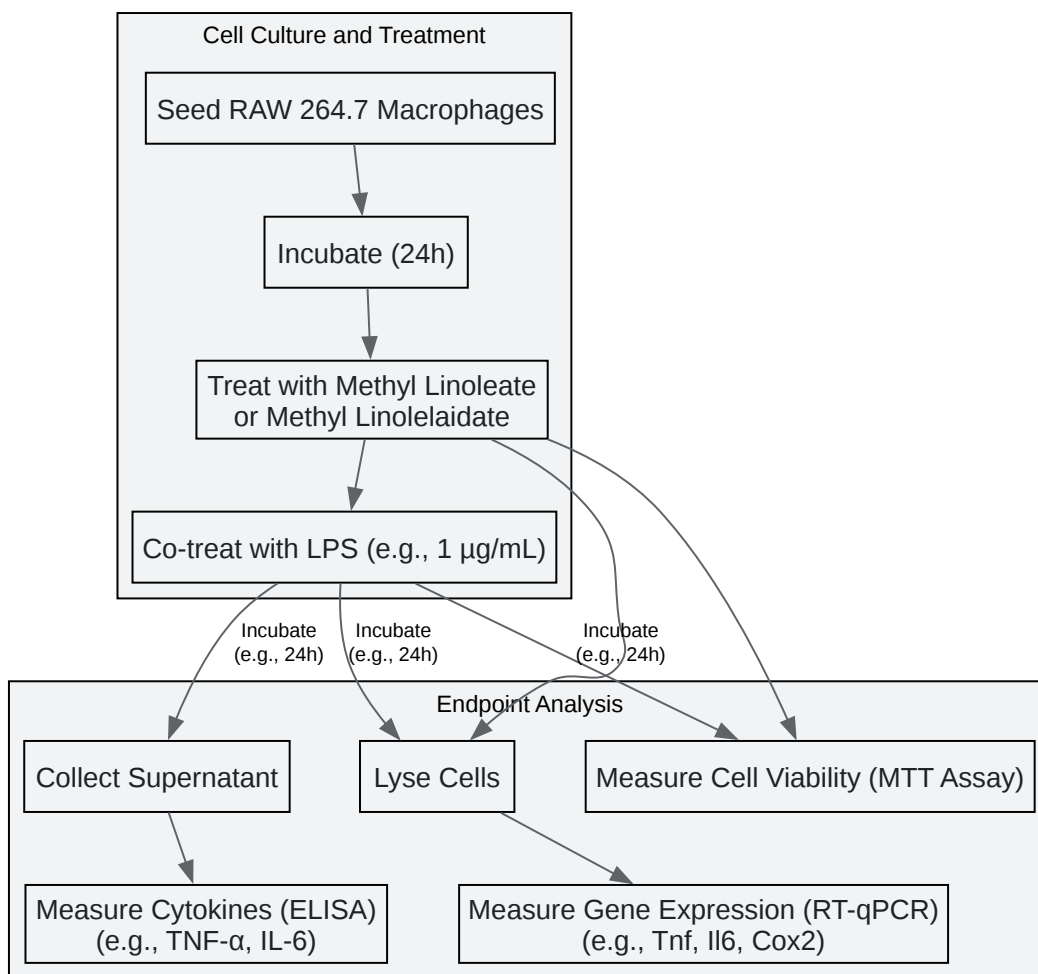 Cell Culture and Treatment
Seed RAW 264.7 Macrophages
Incubate (24h)
Treat with Methyl Linoleate
or Methyl Linolelaidate
Co-treat with LPS (e.g., 1 µg/mL)
Incubate
(e.g., 24h)
Incubate
(e.g., 24h)
Incubate
(e.g., 24h)
Endpoint Analysis
Collect Supernatant
Lyse Cells
Measure Cell Viability (MTT Assay)
Measure Cytokines (ELISA)
(e.g., TNF-α, IL-6)
Measure Gene Expression (RT-qPCR)
(e.g., Tnf, Il6, Cox2)